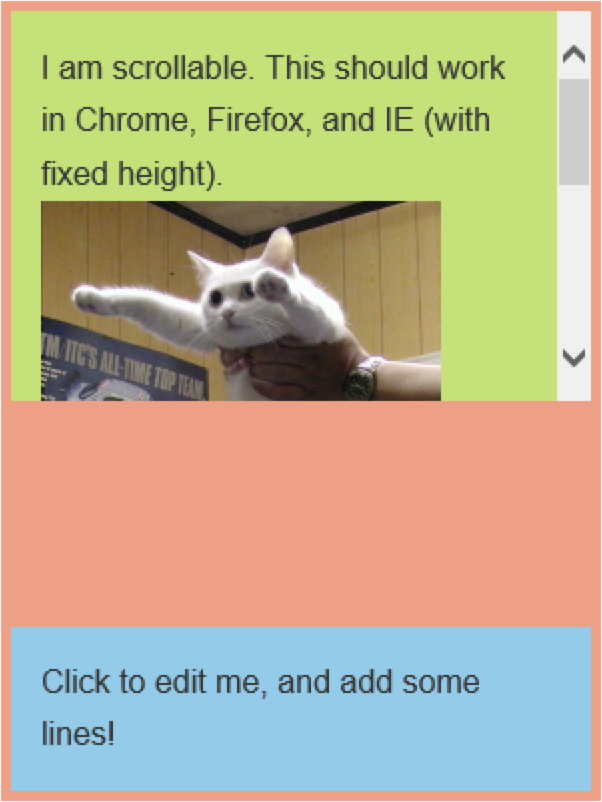 I am scrollable. This should work
in Chrome, Firefox, and IE (with
fixed height).
TM/ITC'S ALL-TIME TOP TEAM
Click to edit me, and add some
lines!